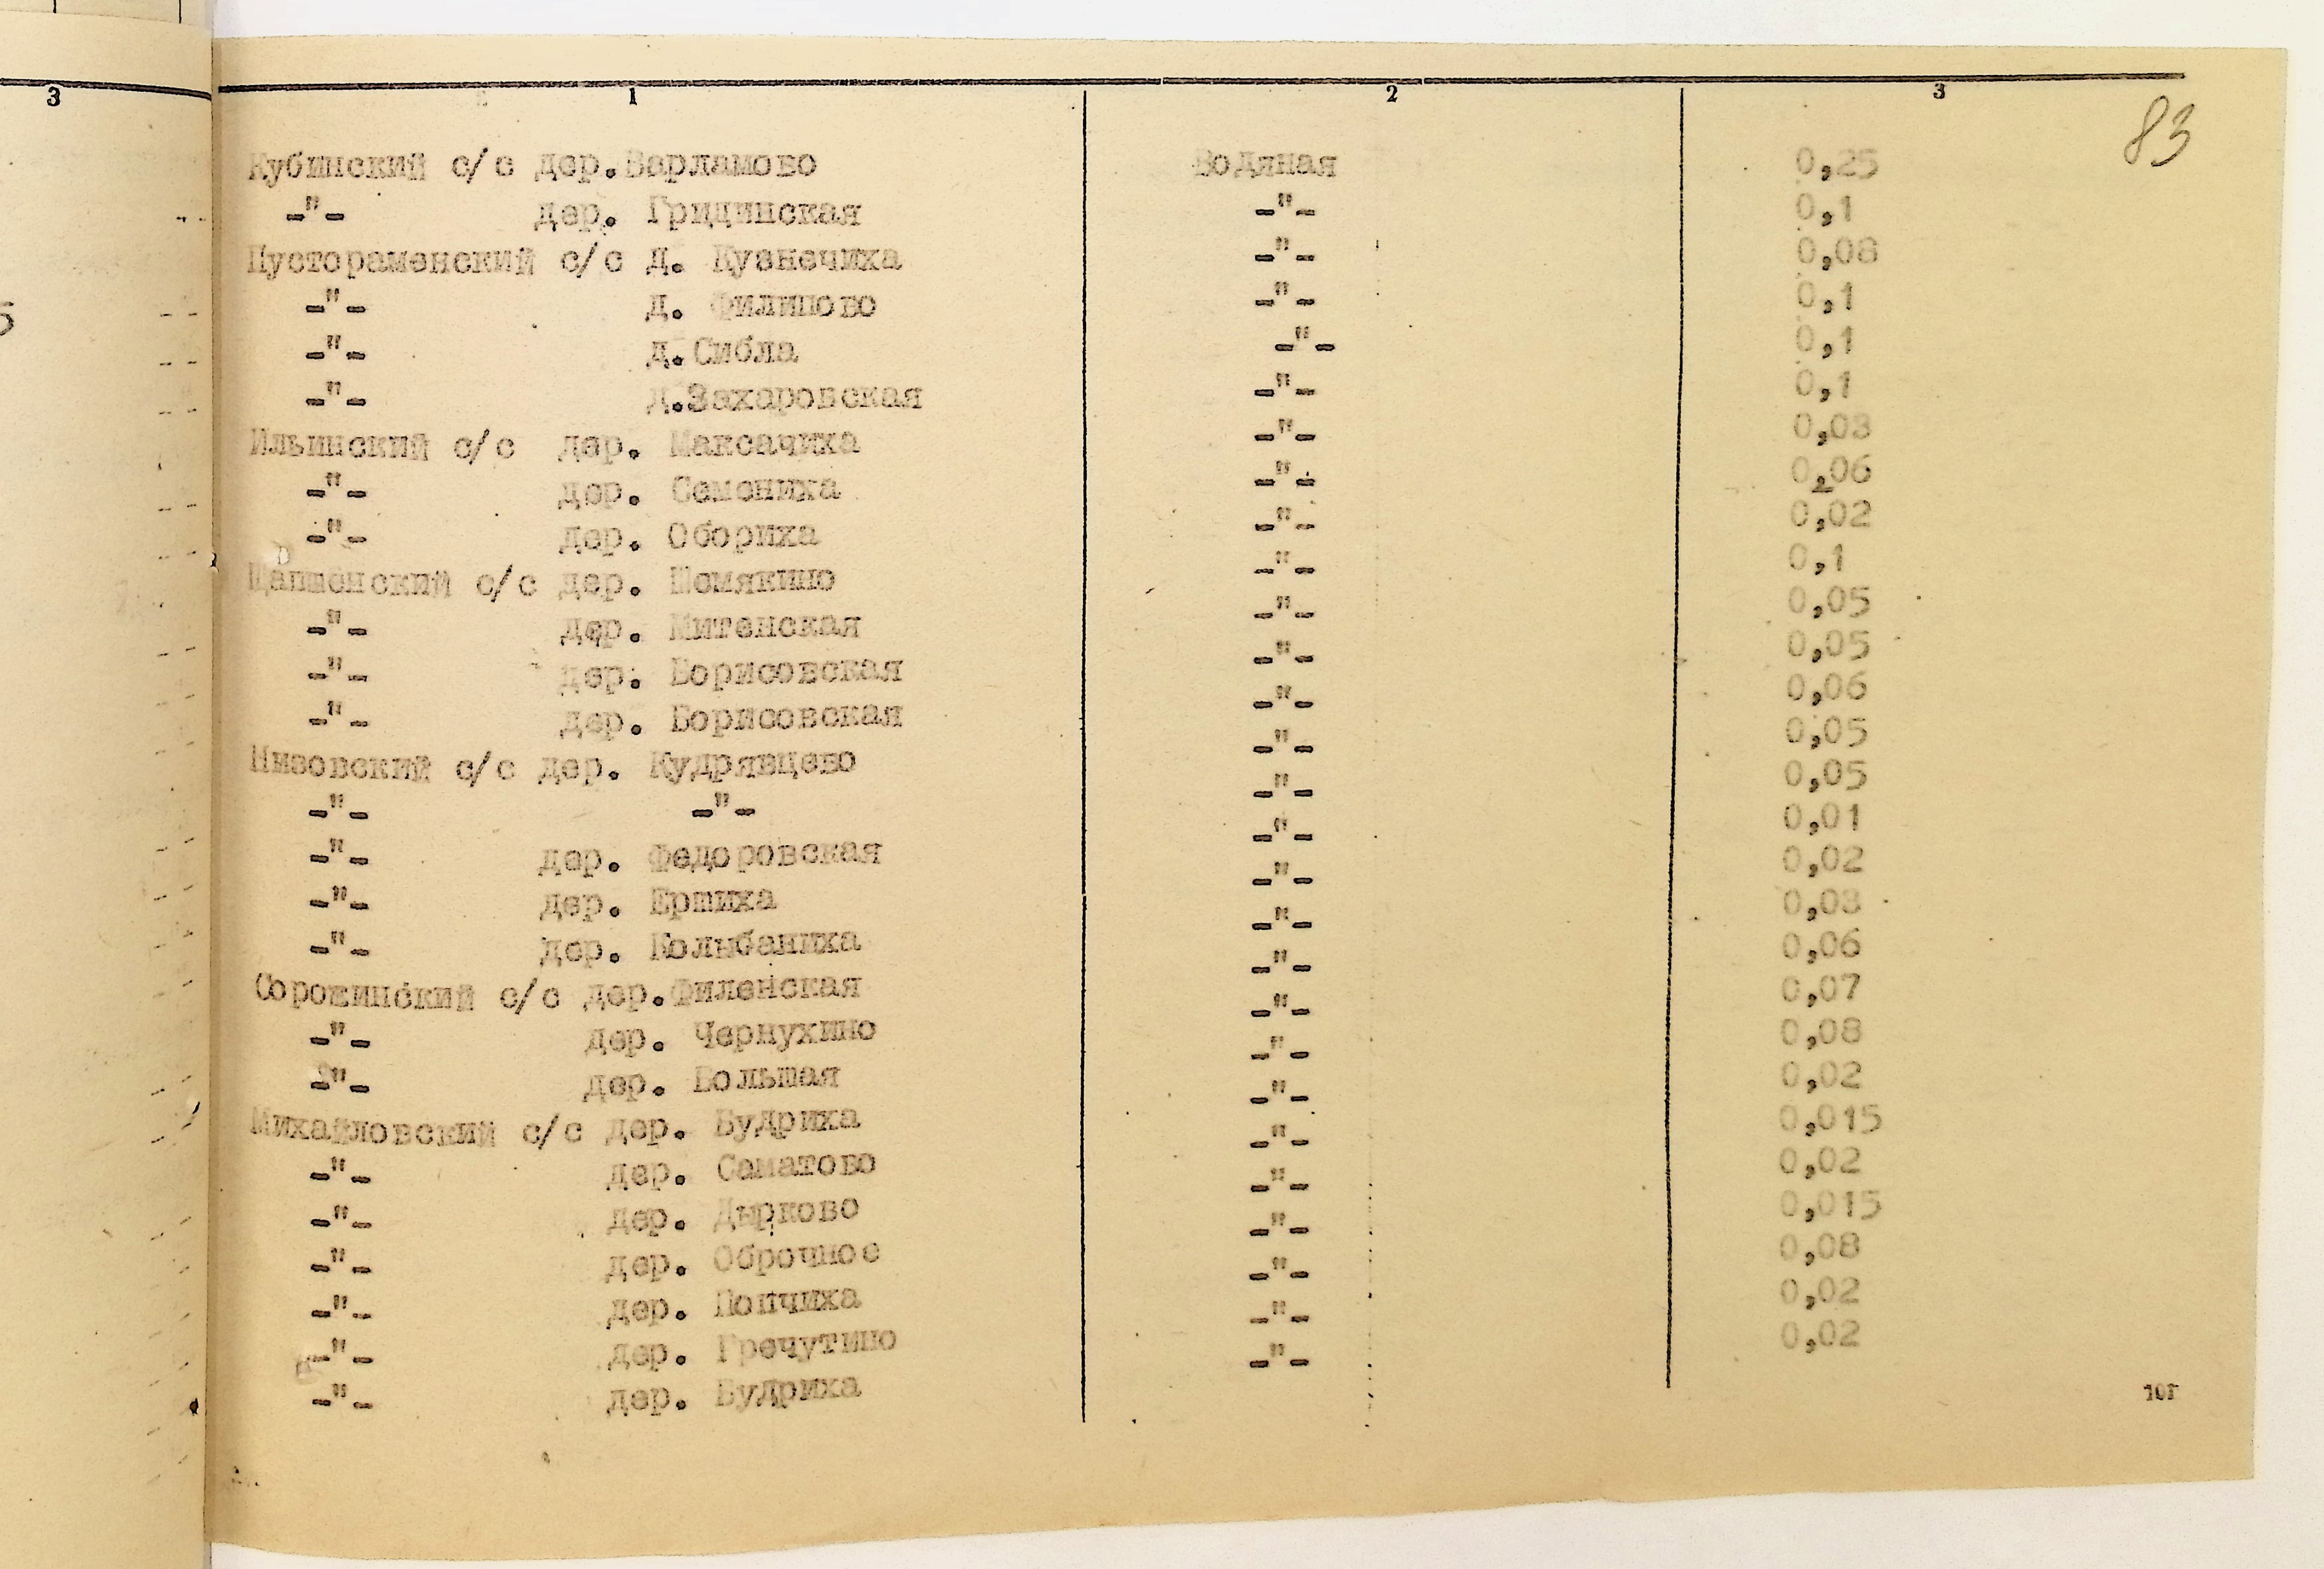 3 1 2 3
83
5
Кубинский с/с дер.Варламово Водяная 0,25
-"- дер. Гридинская -"- 0,1
Пустораменский с/с д. Кузнечиха -"- 0,08
-"- д. Филипово -"- 0,1
-"- д.Сибла -"- 0,1
-"- д.Захаровская -"- 0,1
Ильинский с/с дер. Максачиха -"- 0,03
-"- дер. Семениха -"- 0,06
-"- дер. Обориха -"- 0,02
дер. Шемякино -"- 0,1
-"- дер. Митенская -"- 0,05
-"- дер. Борисовская -"- 0,05
-"- дер. Борисовская -"- 0,06
Низовский с/с дер. Кудрявцево -"- 0,05
-"- -"- -"- 0,05
-"- дер. Федоровская -"- 0,01
-"- дер. Ершиха -"- 0,02
-"- дер. Колыбаниха -"- 0,03
Сорожинский с/с дер.Филенская -"- 0,06
-"- дер. Чернухино -"- 0,07
-"- дер. Большая -"- 0,08
Михайловский с/с дер. Будриха -"- 0,02
-"- дер. Сематово -"- 0,015
-"- дер. Дырково -"- 0,02
-"- дер. Оброчное -"- 0,015
-"- дер. Попчиха -"- 0,08
-"- дер. Гречутино -"- 0,02
-"- дер. Будриха -"- 0,02